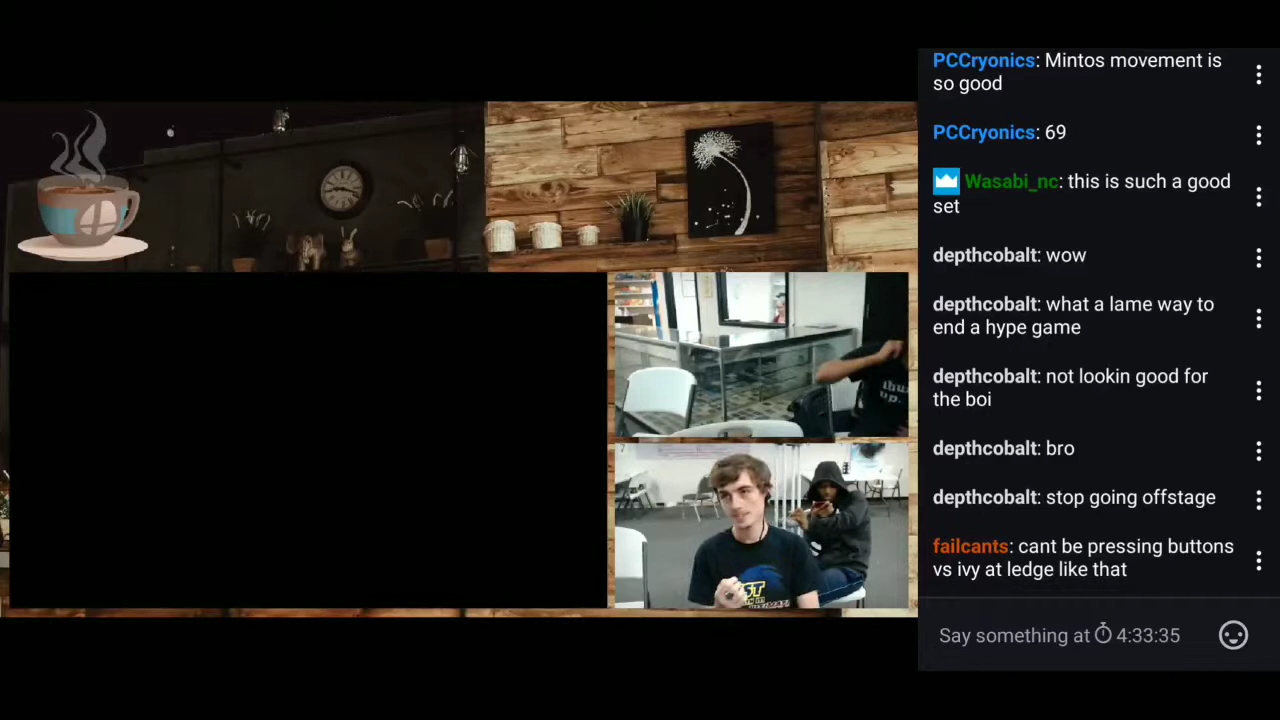 PCCryonics: Mintos movement is
so good
PCCryonics: 69
Wasabi_nc: this is such a good
set
depthcobalt: wow
depthcobalt: what a lame way to
end a hype game
depthcobalt: not lookin good for
the boi
depthcobalt: bro
depthcobalt: stop going offstage
failcants: cant be pressing buttons
vs ivy at ledge like that
Say something at 4:33:35
up.